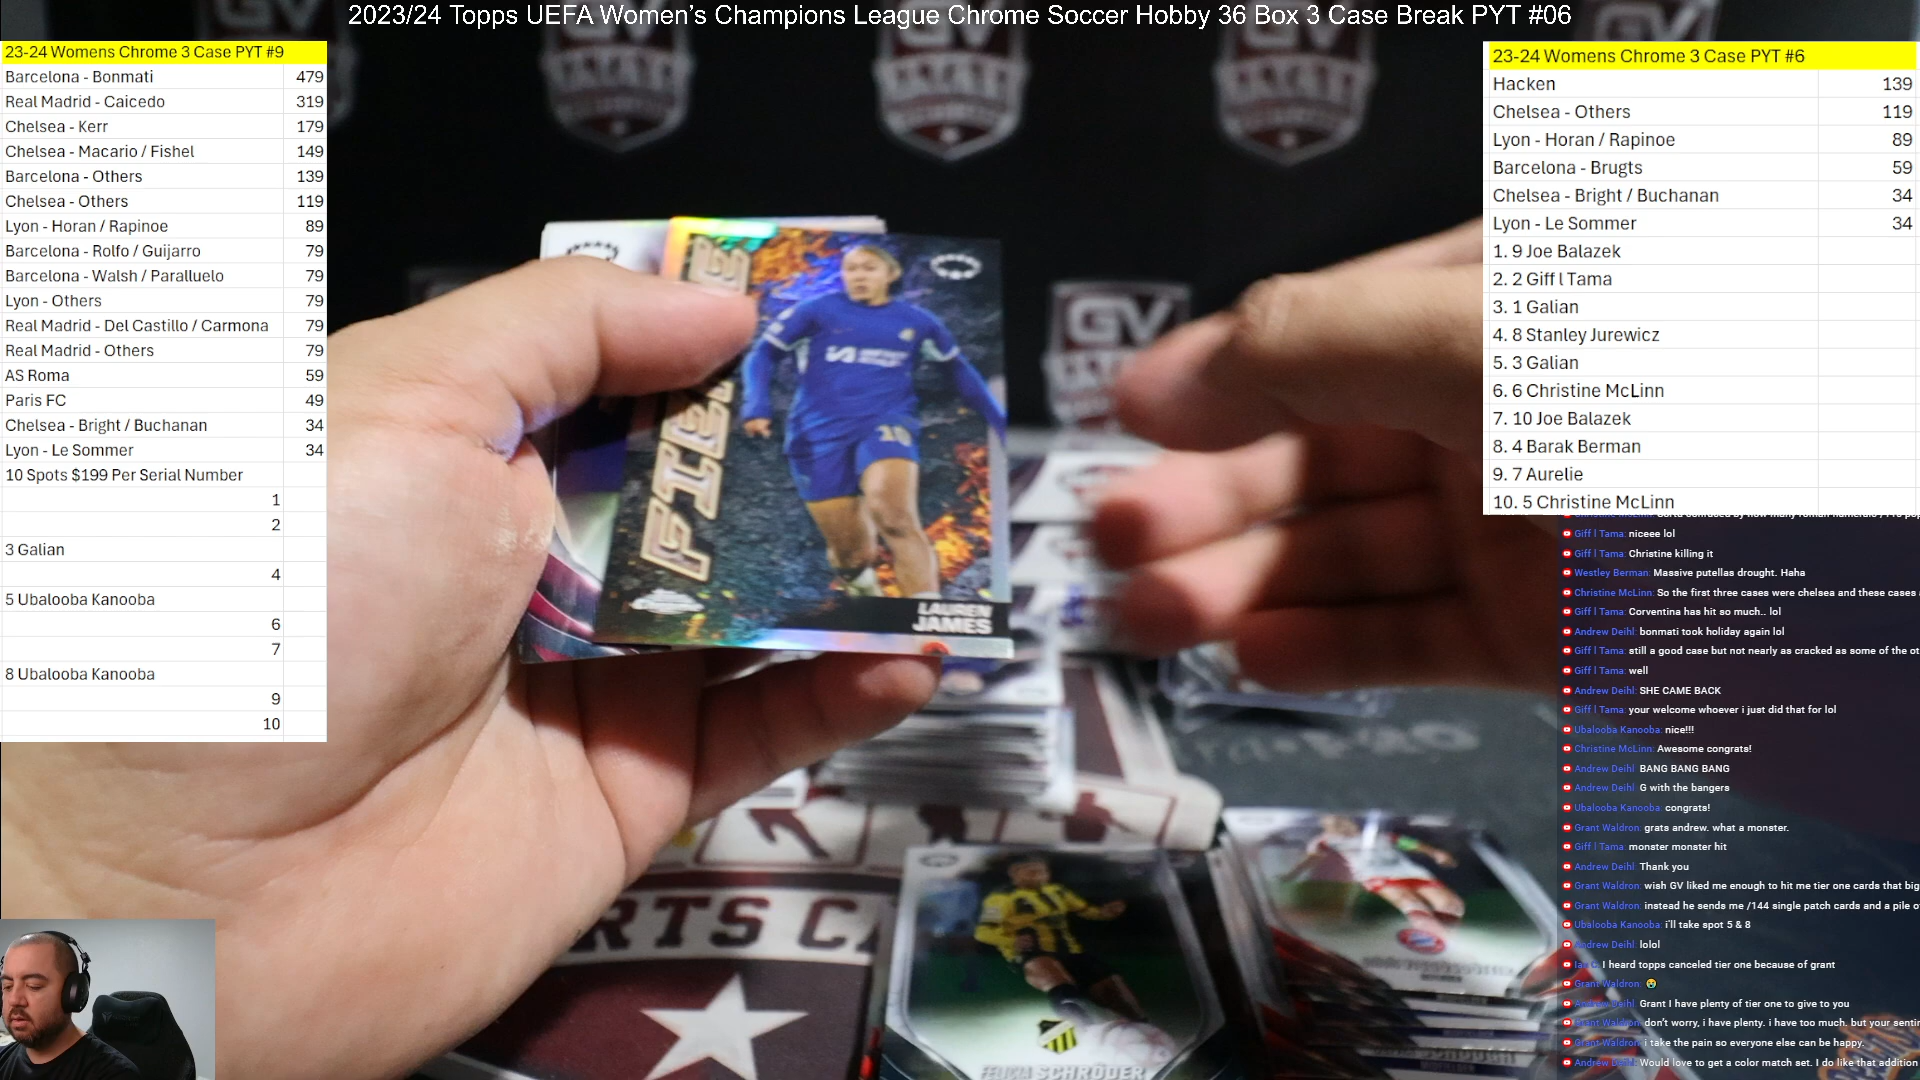 2023/24 Topps UEFA Women's Champions League Chrome Soccer Hobby 36 Box 3 Case Break PYT #06
23-24 Womens Chrome 3 Case PYT #9
Barcelona - Bonmati 479
Real Madrid - Caicedo 319
Chelsea - Kerr 179
Chelsea - Macario / Fishel 149
Barcelona - Others 139
Chelsea - Others 119
Lyon - Horan / Rapinoe 89
Barcelona - Rolfo / Guijarro 79
Barcelona - Walsh / Paralluelo 79
Lyon - Others 79
Real Madrid - Del Castillo / Carmona 79
Real Madrid - Others 79
AS Roma 59
Paris FC 49
Chelsea - Bright / Buchanan 34
Lyon - Le Sommer 34
10 Spots $199 Per Serial Number
1
2
3 Galian
4
5 Ubalooba Kanooba
6
7
8 Ubalooba Kanooba
9
10
GV
10
LAUREN
JAMES
RTS CA
FELICIA SCHRÖDER
23-24 Womens Chrome 3 Case PYT #6
Hacken 139
Chelsea - Others 119
Lyon - Horan / Rapinoe 89
Barcelona - Brugts 59
Chelsea - Bright / Buchanan 34
Lyon - Le Sommer 34
1. 9 Joe Balazek
2. 2 Giff l Tama
3. 1 Galian
4. 8 Stanley Jurewicz
5. 3 Galian
6. 6 Christine McLinn
7. 10 Joe Balazek
8. 4 Barak Berman
9. 7 Aurelie
10. 5 Christine McLinn
Giff l Tama: niceee lol
Giff l Tama: Christine killing it
Westley Berman: Massive putellas drought. Haha
Christine McLinn: So the first three cases were chelsea and these cases
Giff l Tama: Corventina has hit so much.. lol
Andrew Deihl: bonmati took holiday again lol
Giff l Tama: still a good case but not nearly as cracked as some of the ot
Giff l Tama: well
Andrew Deihl: SHE CAME BACK
Giff l Tama: your welcome whoever i just did that for lol
Ubalooba Kanooba: nice!!!
Christine McLinn: Awesome congrats!
Andrew Deihl: BANG BANG BANG
Andrew Deihl: G with the bangers
Ubalooba Kanooba: congrats!
Grant Waldron: grats andrew. what a monster.
Giff l Tama: monster monster hit
Andrew Deihl: Thank you
Grant Waldron: wish GV liked me enough to hit me tier one cards that big
Grant Waldron: instead he sends me /144 single patch cards and a pile o
Ubalooba Kanooba: i'll take spot 5 & 8
Andrew Deihl: lolol
Ian C: I heard topps canceled tier one because of grant
Grant Waldron: 😭
Andrew Deihl: Grant I have plenty of tier one to give to you
Grant Waldron: don't worry, i have plenty. i have too much. but your senti
Grant Waldron: i take the pain so everyone else can be happy.
Andrew Deihl: Would love to get a color match set. I do like that addition